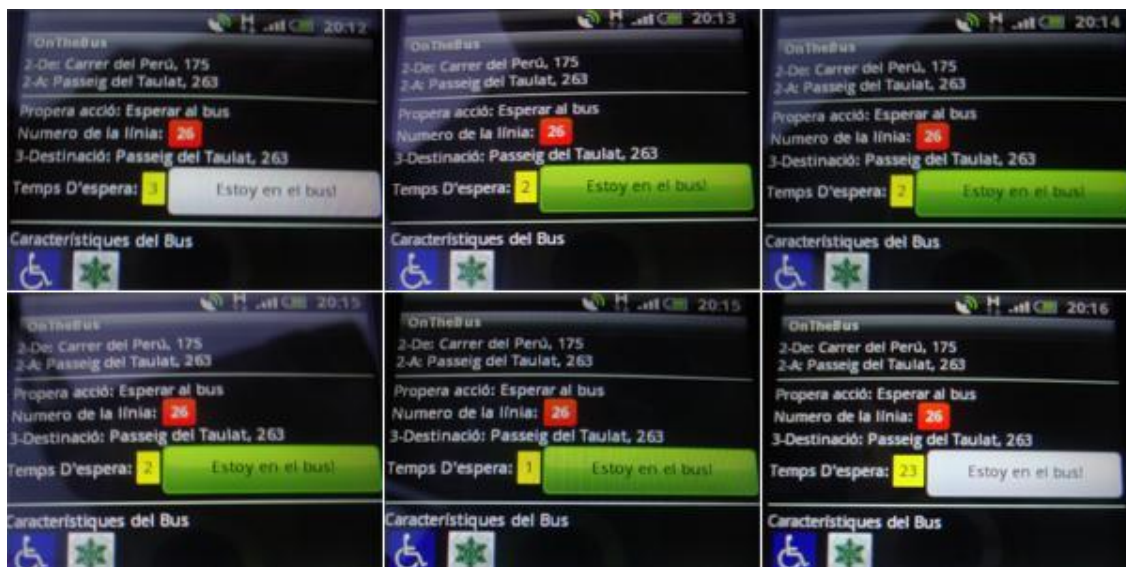 20:12
OnTheBus
2-De: Carrer del Perú, 175
2-A: Passeig del Taulat, 263
Propera acció: Esperar al bus
Numero de la línia: 26
3-Destinació: Passeig del Taulat, 263
Temps D'espera: 3 Estoy en el bus!
Característiques del Bus
H 20:13
OnTheBus
2-De: Carrer del Perú, 175
2-A: Passeig del Taulat, 263
Propera acció: Esperar al bus
Numero de la línia: 26
3-Destinació: Passeig del Taulat, 263
Temps D'espera: 2 Estoy en el bus!
Característiques del Bus
H 20:14
OnTheBus
2-De: Carrer del Perú, 175
2-A: Passeig del Taulat, 263
Propera acció: Esperar al bus
Numero de la línia: 26
3-Destinació: Passeig del Taulat, 263
Temps D'espera: 2 Estoy en el bus!
Característiques del Bus
H 20:15
OnTheBus
2-De: Carrer del Perú, 175
2-A: Passeig del Taulat, 263
Propera acció: Esperar al bus
Numero de la línia: 26
3-Destinació: Passeig del Taulat, 263
Temps D'espera: 2 Estoy en el bus!
Característiques del Bus
H 20:15
OnTheBus
2-De: Carrer del Perú, 175
2-A: Passeig del Taulat, 263
Propera acció: Esperar al bus
Numero de la línia: 26
3-Destinació: Passeig del Taulat, 263
Temps D'espera: 1 Estoy en el bus!
Característiques del Bus
H 20:16
OnTheBus
2-De: Carrer del Perú, 175
2-A: Passeig del Taulat, 263
Propera acció: Esperar al bus
Numero de la línia: 26
3-Destinació: Passeig del Taulat, 263
Temps D'espera: 23 Estoy en el bus!
Característiques del Bus